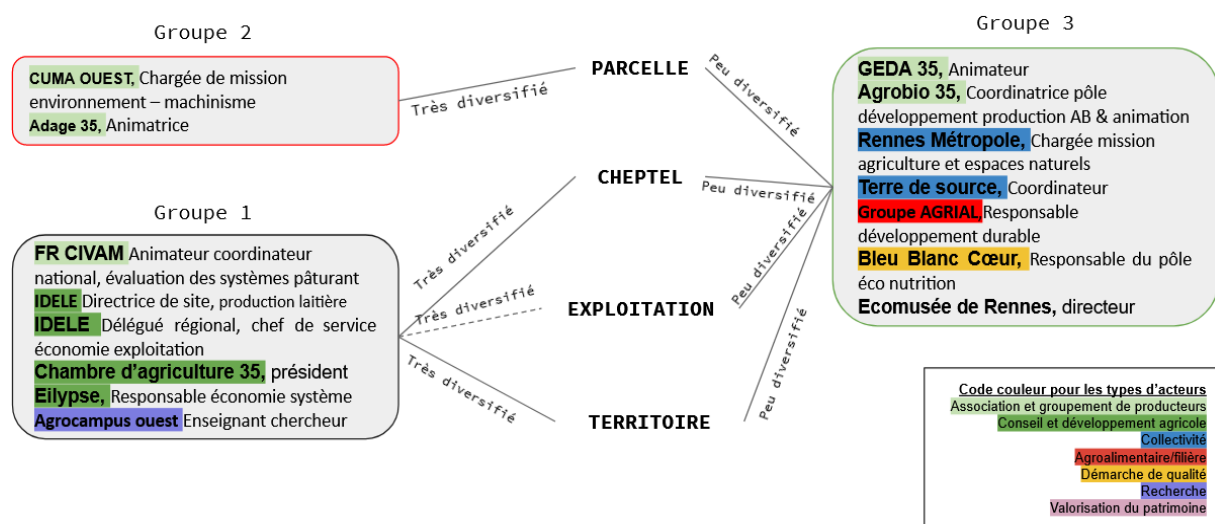 Groupe 2
CUMA OUEST, Chargée de mission
environnement – machinisme
Adage 35, Animatrice
Groupe 1
FR CIVAM Animateur coordinateur
national, évaluation des systèmes pâturant
IDELE Directrice de site, production laitière
IDELE Délégué régional, chef de service
économie exploitation
Chambre d’agriculture 35, président
Eilypse, Responsable économie système
Agrocampus ouest Enseignant chercheur
Très diversifié
Très diversifié
Très diversifié
Très diversifié
PARCELLE
CHEPTEL
EXPLOITATION
TERRITOIRE
Peu diversifié
Peu diversifié
Peu diversifié
Peu diversifié
Groupe 3
GEDA 35, Animateur
Agrobio 35, Coordinatrice pôle
développement production AB & animation
Rennes Métropole, Chargée mission
agriculture et espaces naturels
Terre de source, Coordinateur
Groupe AGRIAL, Responsable
développement durable
Bleu Blanc Cœur, Responsable du pôle
éco nutrition
Ecomusée de Rennes, directeur
Code couleur pour les types d’acteurs
Association et groupement de producteurs
Conseil et développement agricole
Collectivité
Agroalimentaire/filière
Démarche de qualité
Recherche
Valorisation du patrimoine